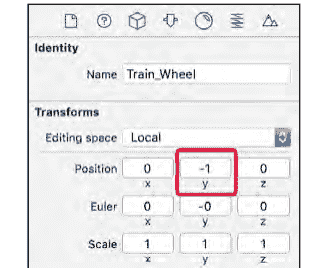 Identity
Name Train_Wheel
Transforms
Editing space Local
Position 0 -1 0
x y z
Euler 0 -0 0
x y z
Scale 1 1 1
x y z